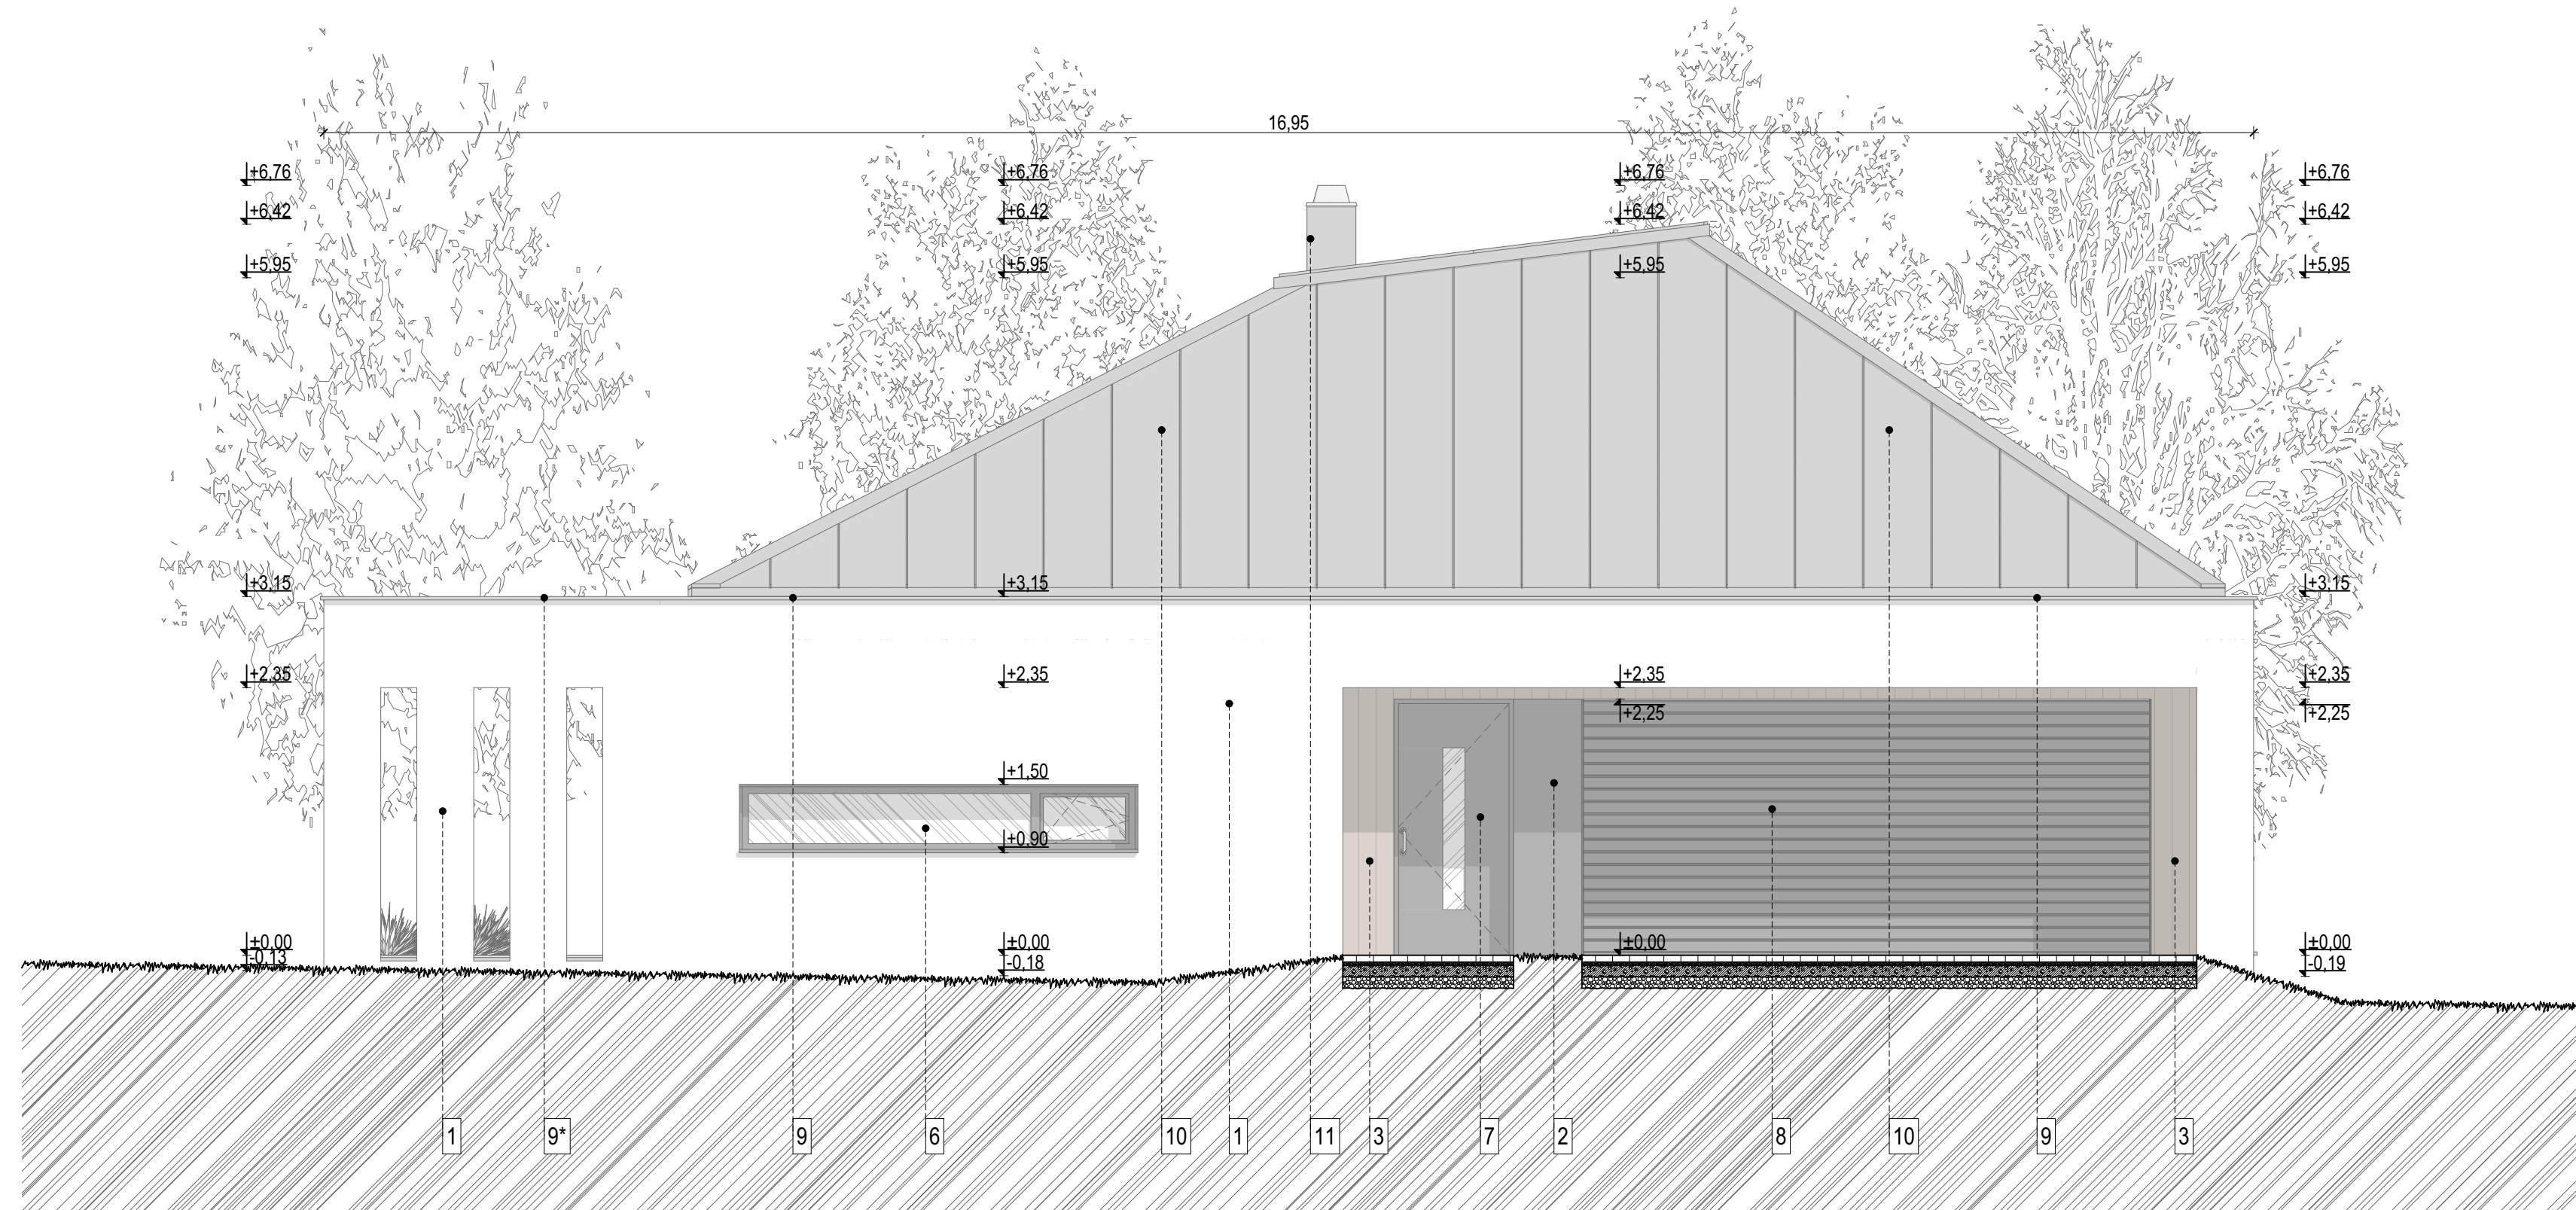 16,95
+6,76 +6,76 +6,76 +6,76
+6,42 +6,42 +6,42 +6,42
+5,95 +5,95 +5,95 +5,95
+3,15 +3,15 +3,15
+2,35 +2,35 +2,35 +2,35
+2,25 +2,25
+1,50
+0,90
±0,00 ±0,00 ±0,00 ±0,00
-0,13 -0,18 -0,19
1 9* 9 6 10 1 11 3 7 2 8 10 9 3